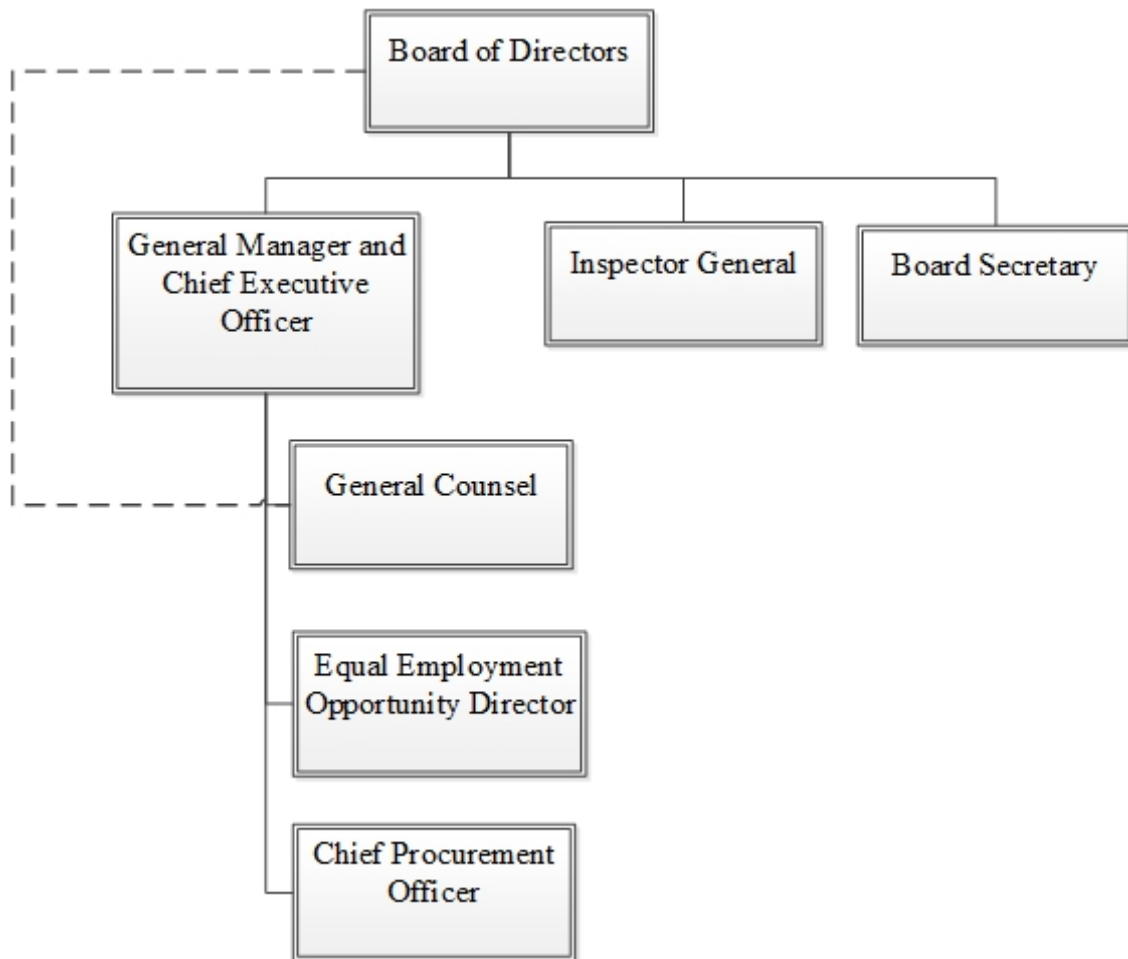 Board of Directors
General Manager and
Chief Executive
Officer
Inspector General
Board Secretary
General Counsel
Equal Employment
Opportunity Director
Chief Procurement
Officer